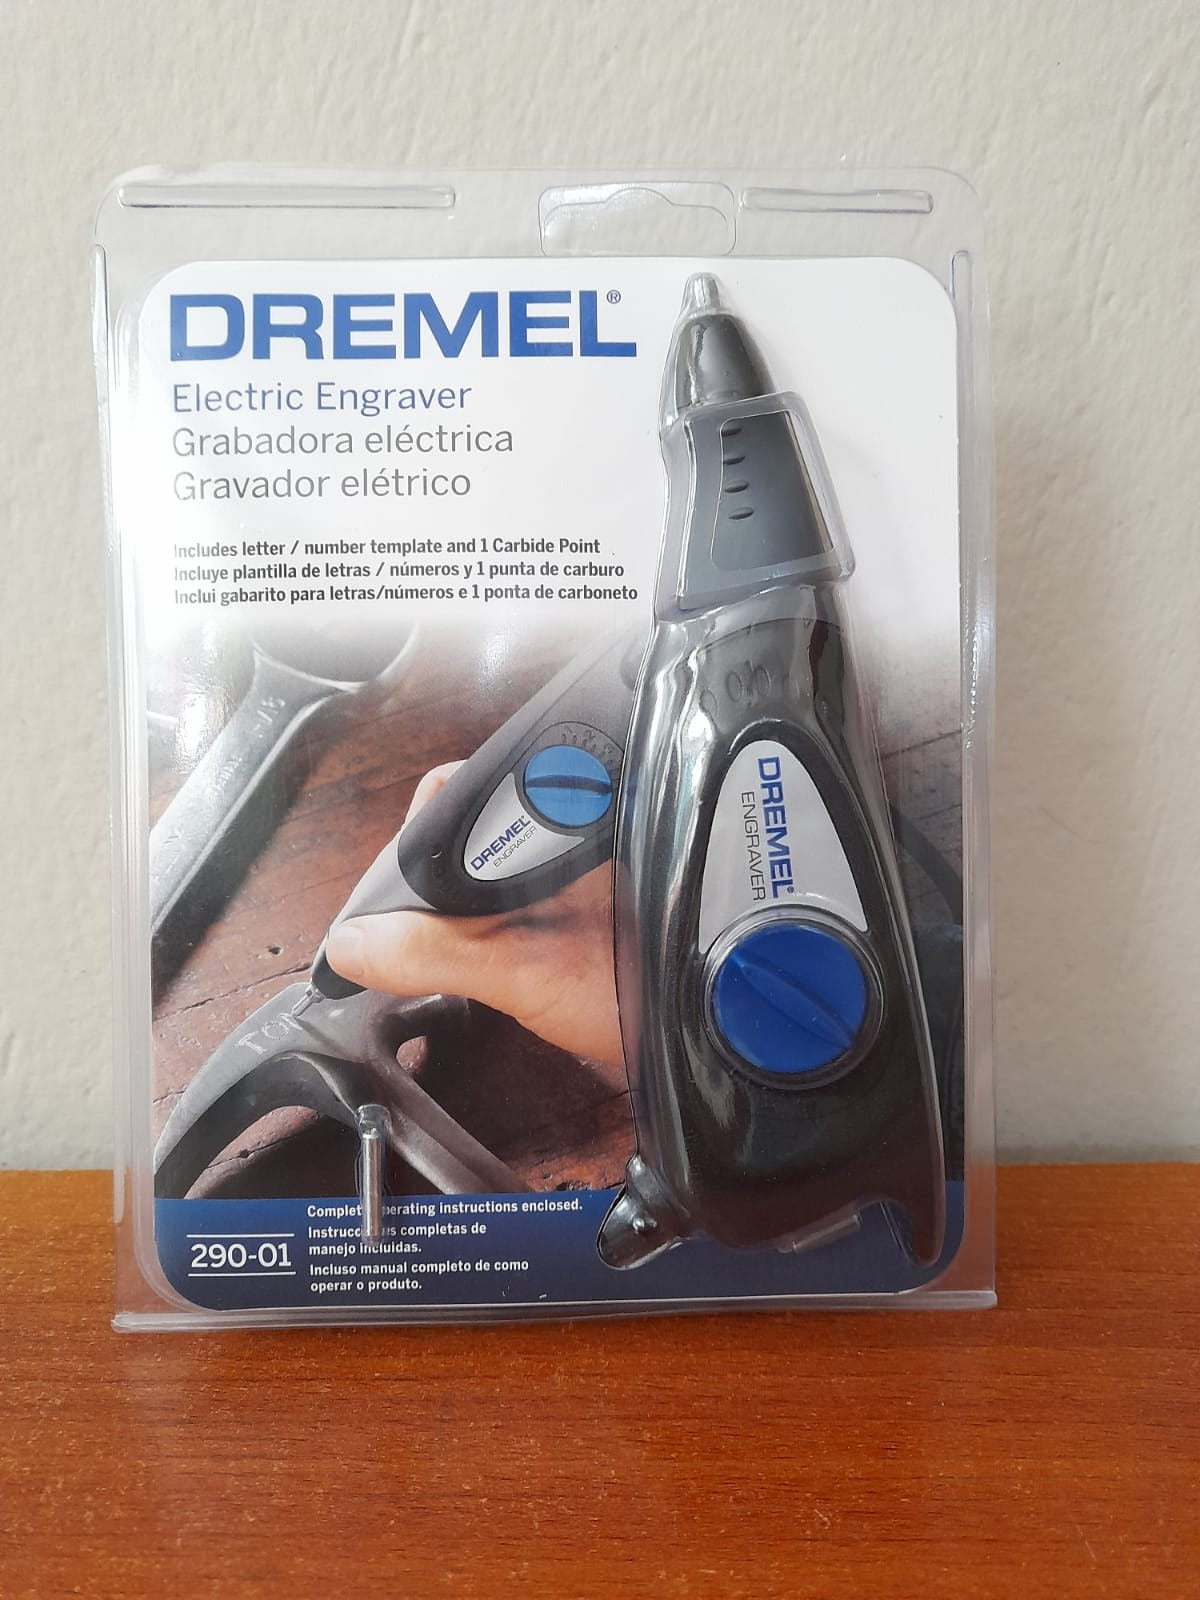 DREMEL®
Electric Engraver
Grabadora eléctrica
Gravador elétrico
Includes letter / number template and 1 Carbide Point
Incluye plantilla de letras / números y 1 punta de carburo
Inclui gabarito para letras/números e 1 ponta de carboneto
DREMEL®
ENGRAVER
DREMEL®
ENGRAVER
290-01
operating instructions enclosed.
completas de
manejo incluidas.
Incluso manual completo de como
operar o produto.